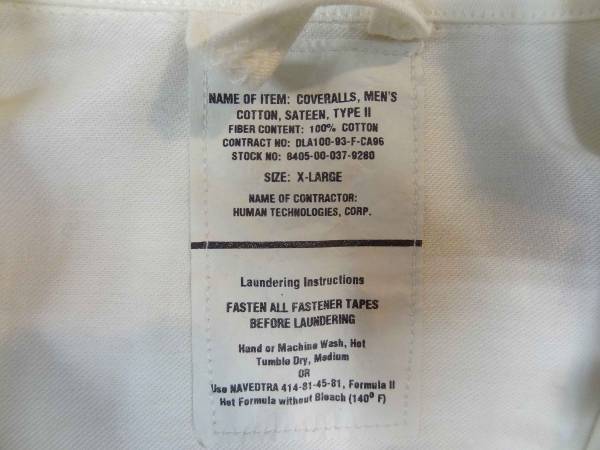 NAME OF ITEM: COVERALLS, MEN'S
COTTON, SATEEN, TYPE II
FIBER CONTENT: 100% COTTON
CONTRACT NO: DLA100-93-F-CA96
STOCK NO: 8405-00-037-9280
SIZE: X-LARGE
NAME OF CONTRACTOR:
HUMAN TECHNOLOGIES, CORP.
Laundering Instructions
FASTEN ALL FASTENER TAPES
BEFORE LAUNDERING
Hand or Machine Wash, Hot
Tumble Dry, Medium
OR
Use NAVEDTRA 414-81-45-81, Formula II
Hot Formula without Bleach (140º F)